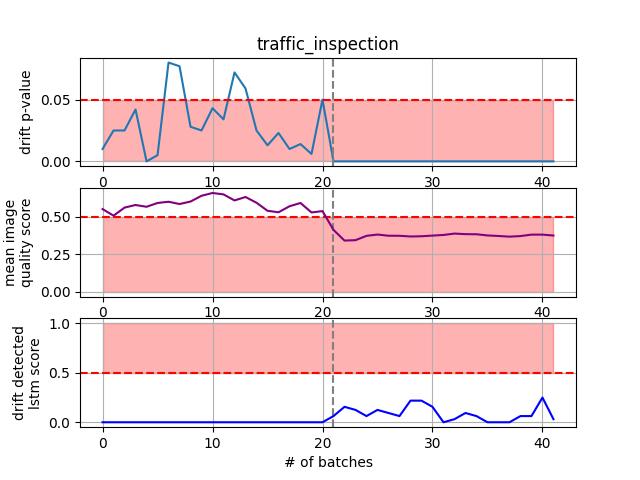 traffic_inspection
drift p-value
0.05
0.00
0 10 20 30 40
mean image
quality score
0.50
0.25
0.00
0 10 20 30 40
drift detected
lstm score
1.0
0.5
0.0
0 10 20 30 40
# of batches